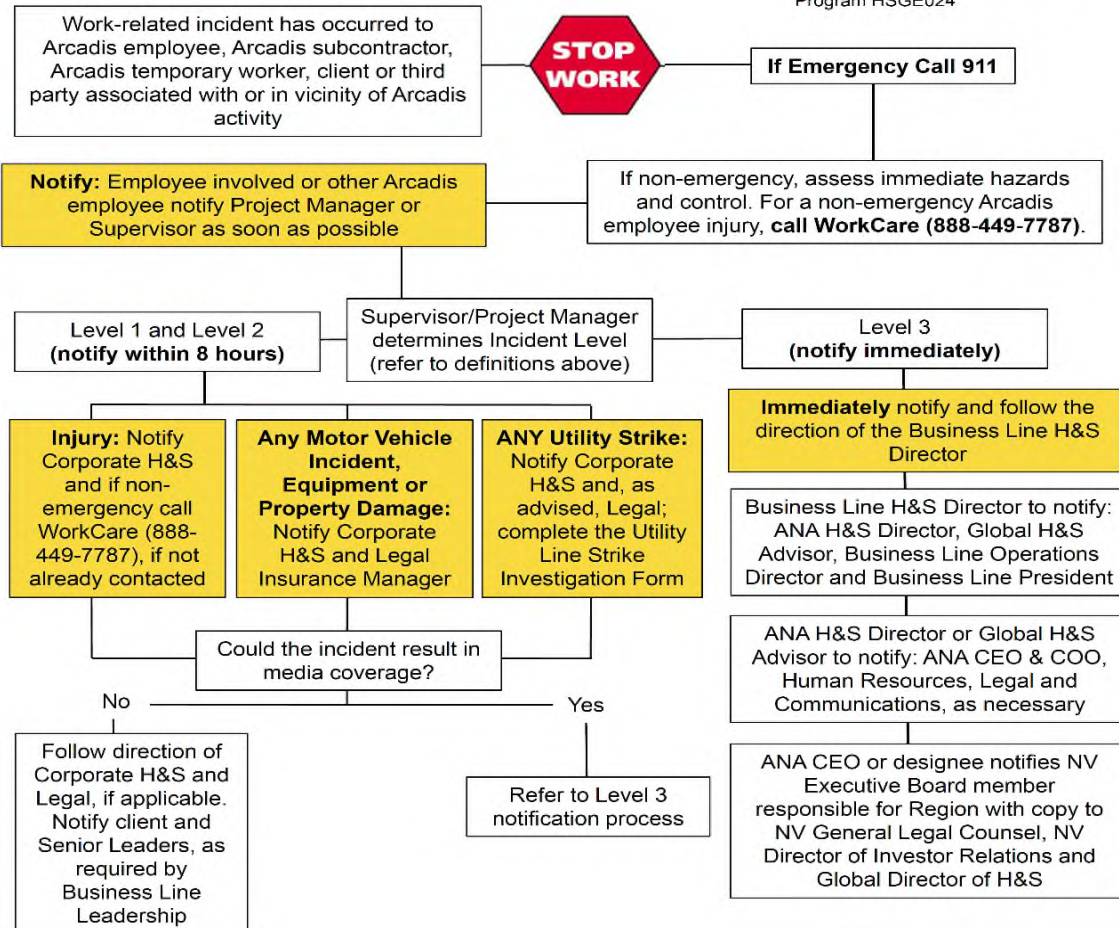 Program HSGE024
Work-related incident has occurred to
Arcadis employee, Arcadis subcontractor,
Arcadis temporary worker, client or third
party associated with or in vicinity of Arcadis
activity
STOP
WORK
If Emergency Call 911
Notify: Employee involved or other Arcadis
employee notify Project Manager or
Supervisor as soon as possible
If non-emergency, assess immediate hazards
and control. For a non-emergency Arcadis
employee injury, call WorkCare (888-449-7787).
Level 1 and Level 2
(notify within 8 hours)
Supervisor/Project Manager
determines Incident Level
(refer to definitions above)
Level 3
(notify immediately)
Injury: Notify
Corporate H&S
and if non-
emergency call
WorkCare (888-
449-7787), if not
already contacted
Any Motor Vehicle
Incident,
Equipment or
Property Damage:
Notify Corporate
H&S and Legal
Insurance Manager
ANY Utility Strike:
Notify Corporate
H&S and, as
advised, Legal;
complete the Utility
Line Strike
Investigation Form
Immediately notify and follow the
direction of the Business Line H&S
Director
Business Line H&S Director to notify:
ANA H&S Director, Global H&S
Advisor, Business Line Operations
Director and Business Line President
Could the incident result in
media coverage?
ANA H&S Director or Global H&S
Advisor to notify: ANA CEO & COO,
Human Resources, Legal and
Communications, as necessary
No
Yes
Follow direction of
Corporate H&S and
Legal, if applicable.
Notify client and
Senior Leaders, as
required by
Business Line
Leadership
Refer to Level 3
notification process
ANA CEO or designee notifies NV
Executive Board member
responsible for Region with copy to
NV General Legal Counsel, NV
Director of Investor Relations and
Global Director of H&S